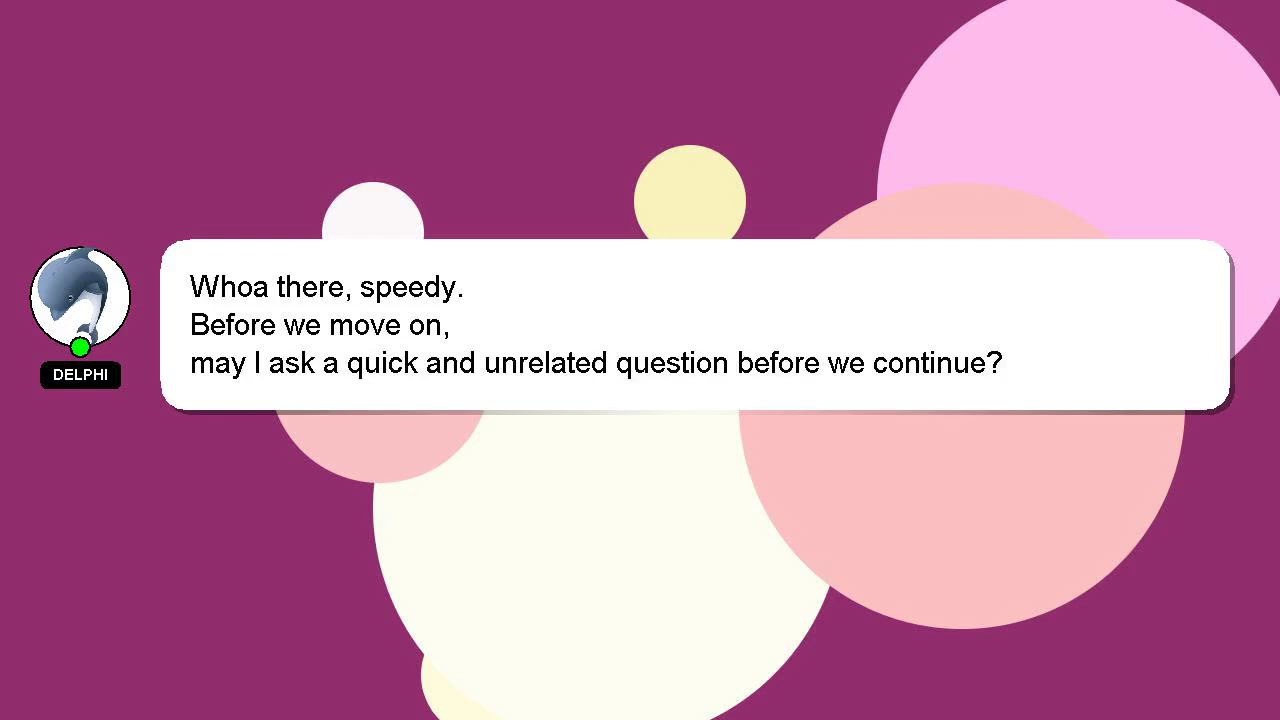 Whoa there, speedy.
Before we move on,
may I ask a quick and unrelated question before we continue?
DELPHI